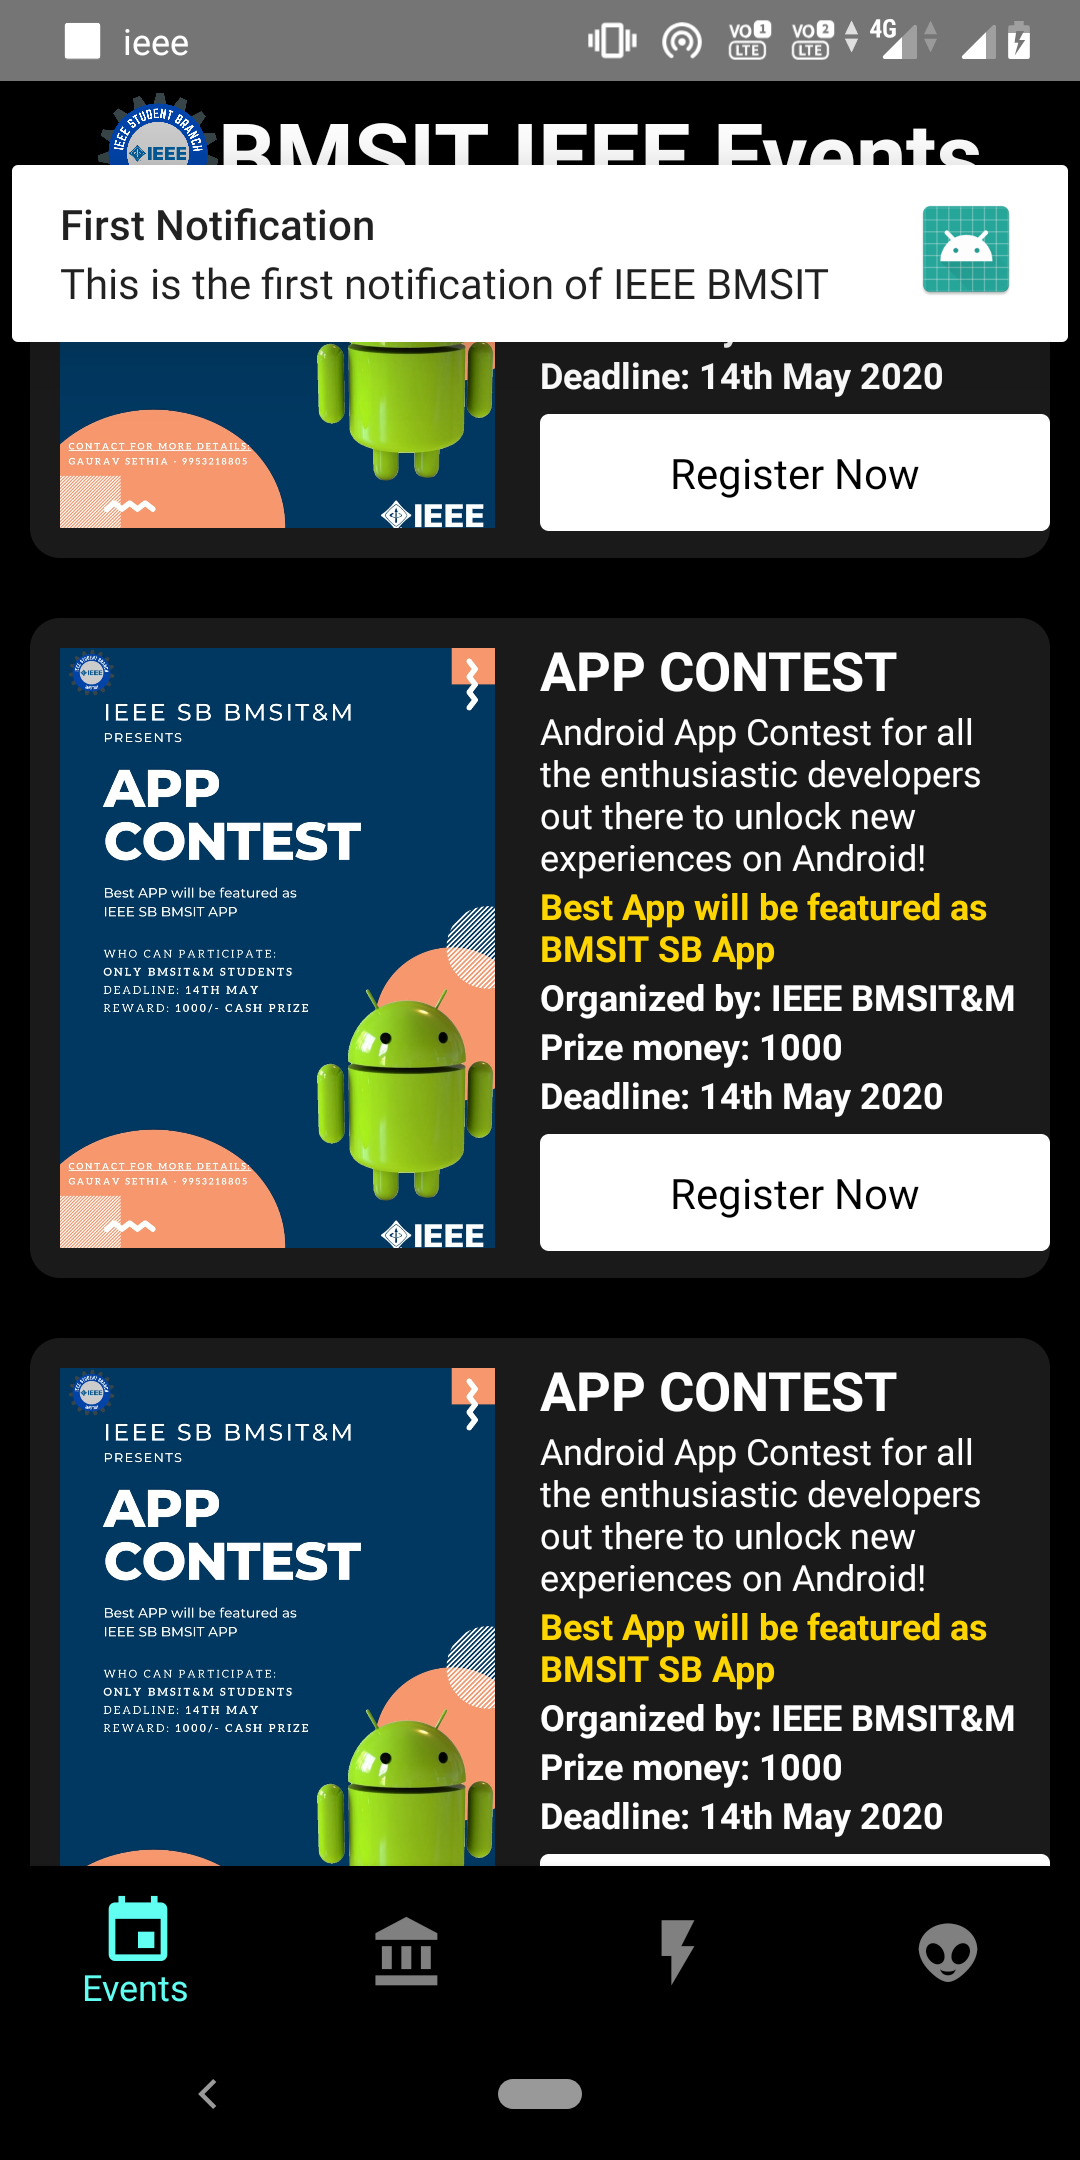 ieee
VO 1 LTE
VO 2 LTE
4G
IEEE STUDENT BRANCH
IEEE
BMSIT IEEE Events
First Notification
This is the first notification of IEEE BMSIT
Deadline: 14th May 2020
CONTACT FOR MORE DETAILS:
GAURAV SETHIA - 9953218805
IEEE
Register Now
IEEE
IEEE SB BMSIT&M
PRESENTS
APP
CONTEST
Best APP will be featured as
IEEE SB BMSIT APP
WHO CAN PARTICIPATE:
ONLY BMSIT&M STUDENTS
DEADLINE: 14TH MAY
REWARD: 1000/- CASH PRIZE
CONTACT FOR MORE DETAILS:
GAURAV SETHIA - 9953218805
IEEE
APP CONTEST
Android App Contest for all
the enthusiastic developers
out there to unlock new
experiences on Android!
Best App will be featured as
BMSIT SB App
Organized by: IEEE BMSIT&M
Prize money: 1000
Deadline: 14th May 2020
Register Now
IEEE
IEEE SB BMSIT&M
PRESENTS
APP
CONTEST
Best APP will be featured as
IEEE SB BMSIT APP
WHO CAN PARTICIPATE:
ONLY BMSIT&M STUDENTS
DEADLINE: 14TH MAY
REWARD: 1000/- CASH PRIZE
APP CONTEST
Android App Contest for all
the enthusiastic developers
out there to unlock new
experiences on Android!
Best App will be featured as
BMSIT SB App
Organized by: IEEE BMSIT&M
Prize money: 1000
Deadline: 14th May 2020
Events